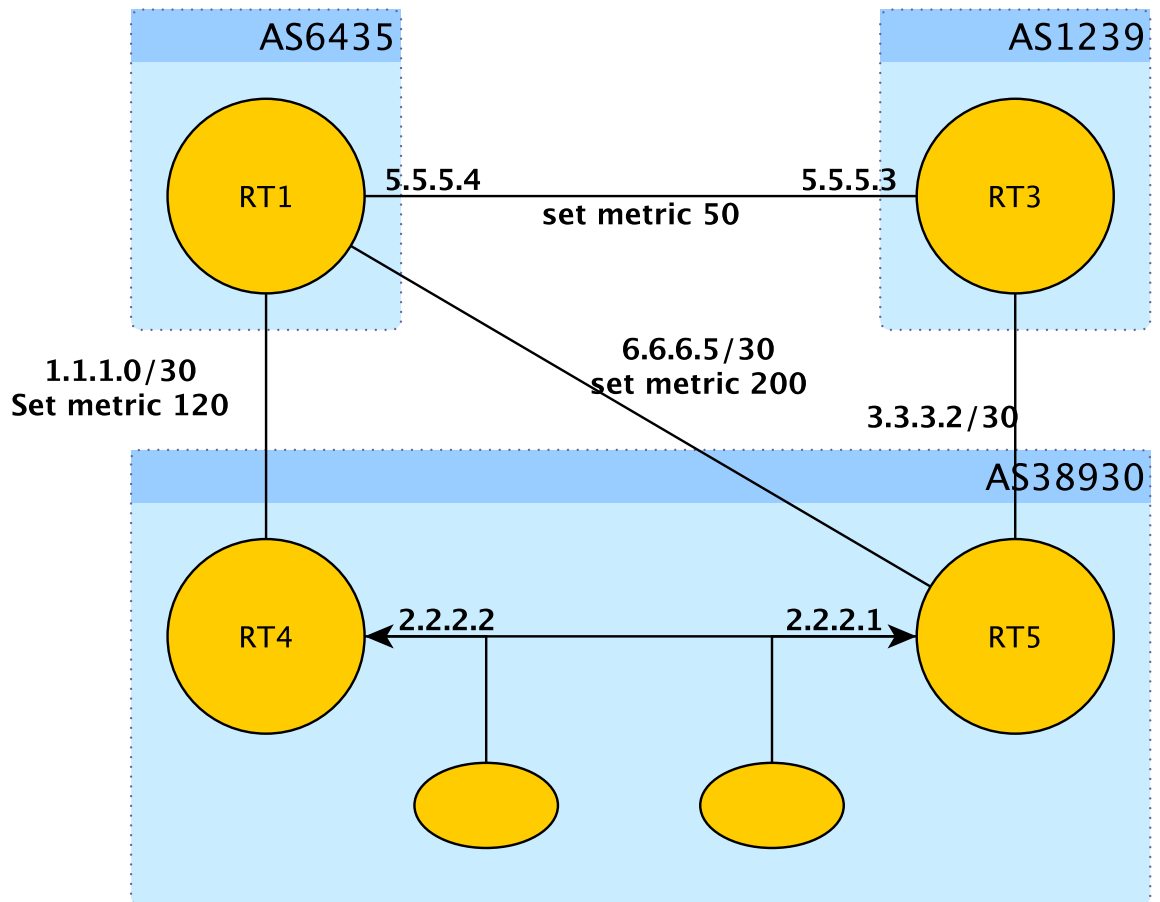 AS6435
AS1239
RT1
5.5.5.4
5.5.5.3
RT3
set metric 50
1.1.1.0/30
Set metric 120
6.6.6.5/30
set metric 200
3.3.3.2/30
AS38930
RT4
2.2.2.2
2.2.2.1
RT5